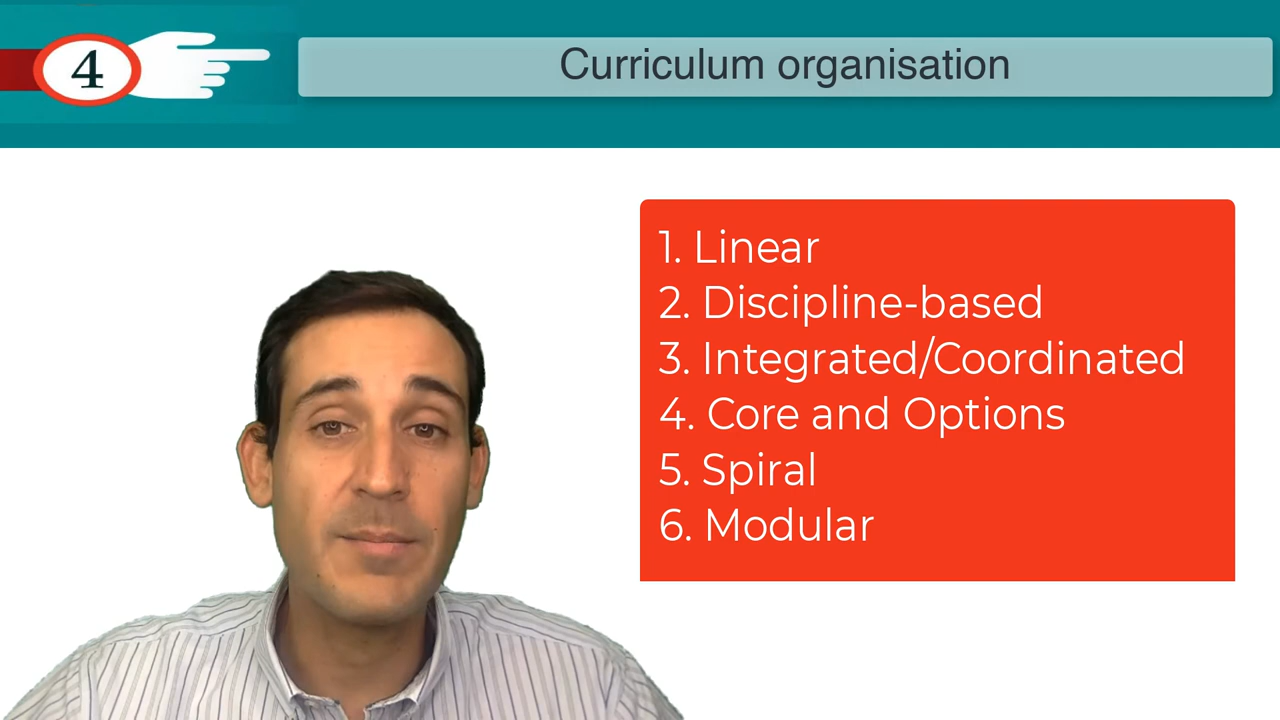 4
Curriculum organisation
1. Linear
2. Discipline-based
3. Integrated/Coordinated
4. Core and Options
5. Spiral
6. Modular